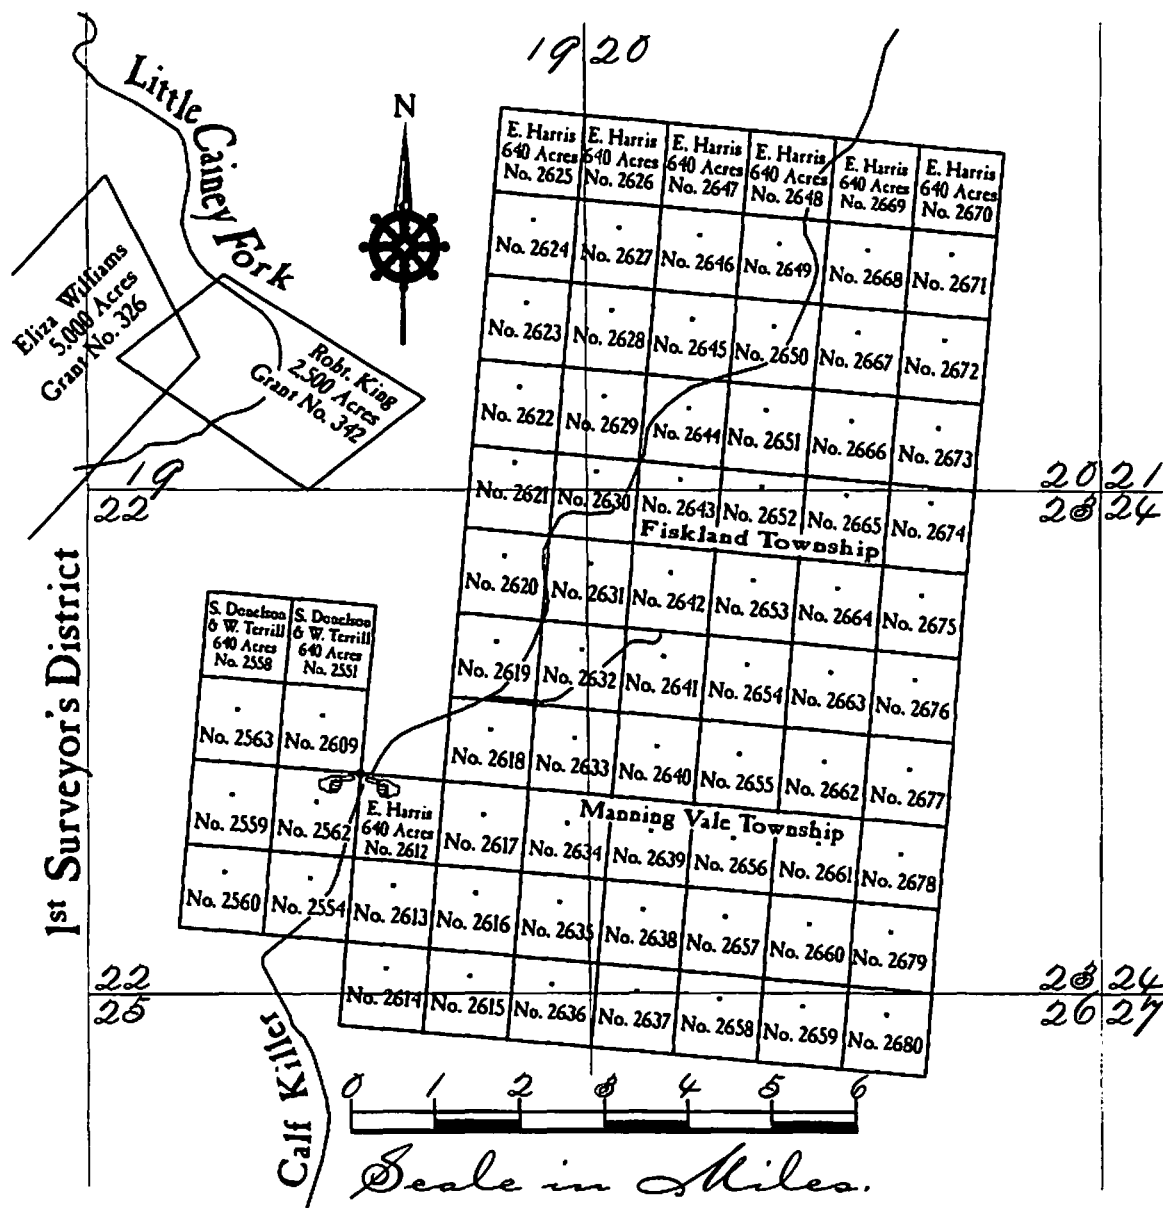 19 20
Little Cainey Fork
N
E. Harris
640 Acres
No. 2625
E. Harris
640 Acres
No. 2626
E. Harris
640 Acres
No. 2647
E. Harris
640 Acres
No. 2648
E. Harris
640 Acres
No. 2669
E. Harris
640 Acres
No. 2670
No. 2624 No. 2627 No. 2646 No. 2649 No. 2668 No. 2671
Eliza Williams
5.000 Acres
Grant No. 326
Robt. King
2,500 Acres
Grant No. 342
No. 2623 No. 2628 No. 2645 No. 2650 No. 2667 No. 2672
No. 2622 No. 2629 No. 2644 No. 2651 No. 2666 No. 2673
19
22
20 21
23 24
No. 2621 No. 2630 No. 2643 No. 2652 No. 2665 No. 2674
Fiskland Township
No. 2620 No. 2631 No. 2642 No. 2653 No. 2664 No. 2675
1st Surveyor's District
S. Donelson
& W. Terrill
640 Acres
No. 2558
S. Donelson
& W. Terrill
640 Acres
No. 2551
No. 2619 No. 2632 No. 2641 No. 2654 No. 2663 No. 2676
No. 2563 No. 2609
No. 2618 No. 2633 No. 2640 No. 2655 No. 2662 No. 2677
Manning Vale Township
No. 2559 No. 2562
E. Harris
640 Acres
No. 2612
No. 2617 No. 2634 No. 2639 No. 2656 No. 2661 No. 2678
No. 2560 No. 2554 No. 2613 No. 2616 No. 2635 No. 2638 No. 2657 No. 2660 No. 2679
22
25
23 24
26 27
No. 2614 No. 2615 No. 2636 No. 2637 No. 2658 No. 2659 No. 2680
Calf Killer
0 1 2 3 4 5 6
Scale in Miles.